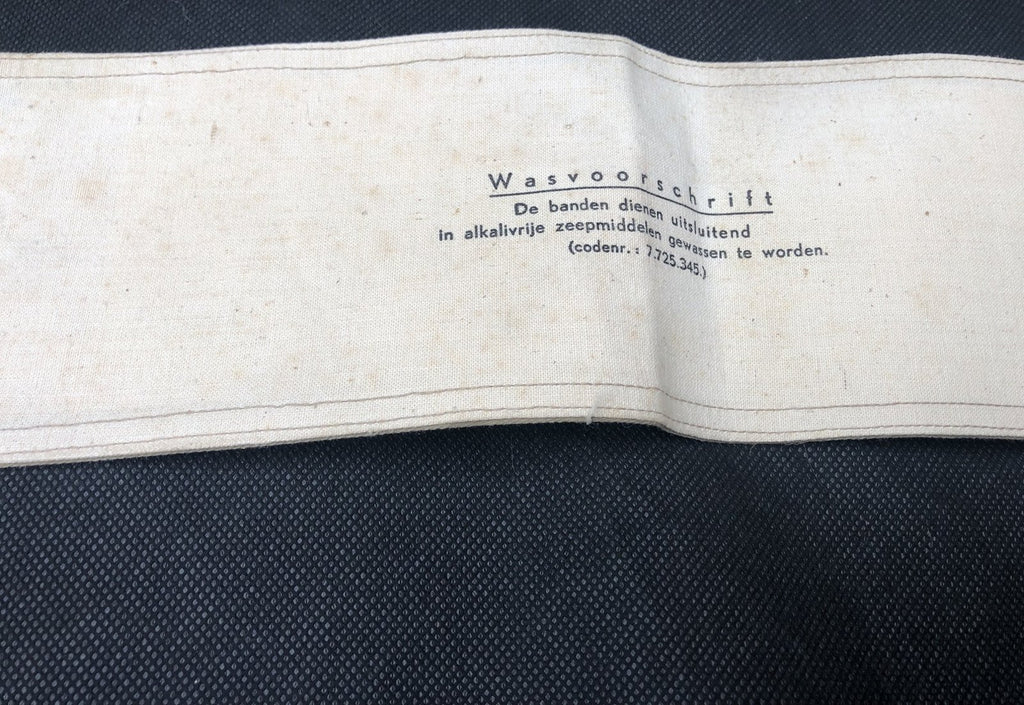 Wasvoorschrift
De banden dienen uitsluitend
in alkalivrije zeepmiddelen gewassen te worden.
(codenr.: 7.725.345.)